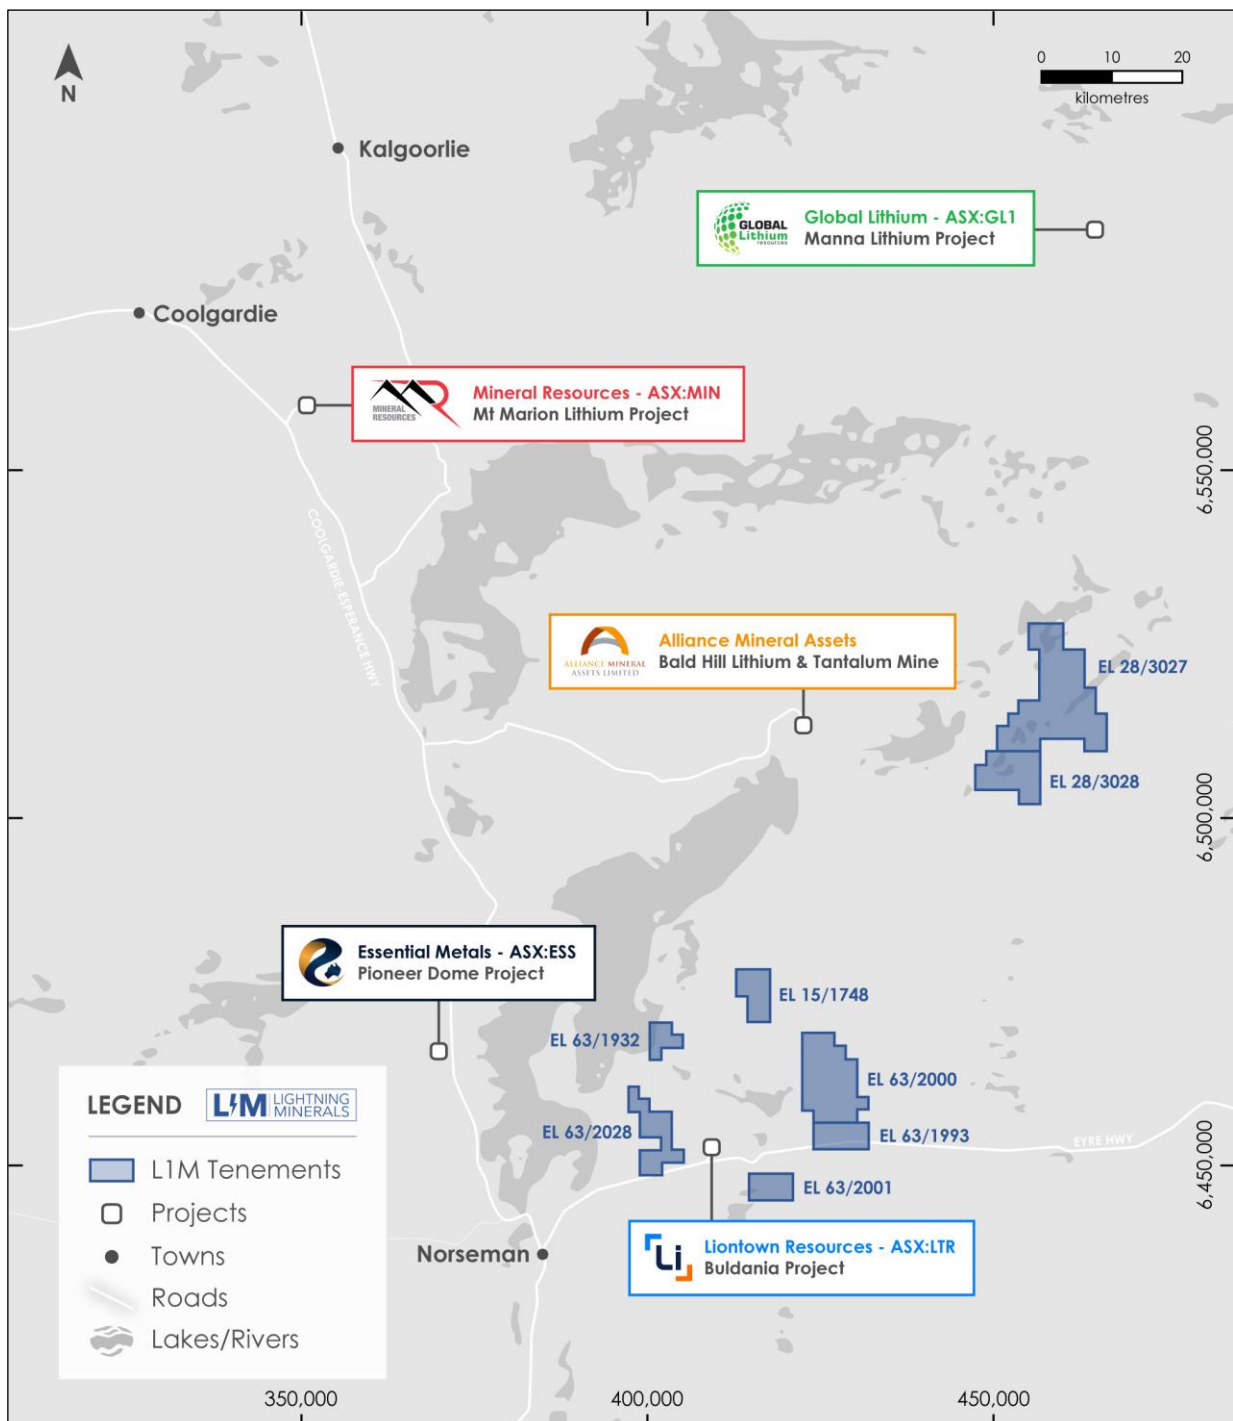 N
0 10 20
kilometres
Kalgoorlie
GLOBAL
Lithium
resources
Global Lithium - ASX:GL1
Manna Lithium Project
Coolgardie
MINERAL
RESOURCES
Mineral Resources - ASX:MIN
Mt Marion Lithium Project
6,550,000
COOLGARDIE-ESPERANCE HWY
ALLIANCE MINERAL
ASSETS LIMITED
Alliance Mineral Assets
Bald Hill Lithium & Tantalum Mine
EL 28/3027
EL 28/3028
6,500,000
Essential Metals - ASX:ESS
Pioneer Dome Project
EL 15/1748
EL 63/1932
EL 63/2000
EL 63/2028
EL 63/1993
EYRE HWY
6,450,000
EL 63/2001
Norseman
Li
Liontown Resources - ASX:LTR
Buldania Project
LEGEND
L1M LIGHTNING
MINERALS
L1M Tenements
Projects
Towns
Roads
Lakes/Rivers
350,000 400,000 450,000